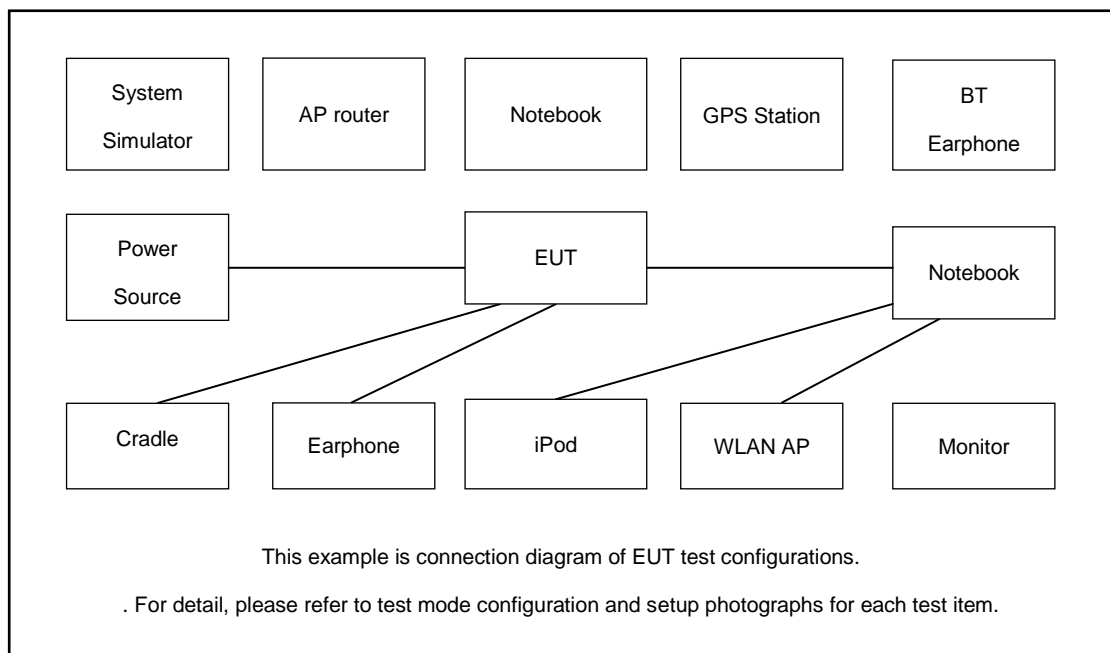 System
Simulator
AP router
Notebook
GPS Station
BT
Earphone
Power
Source
EUT
Notebook
Cradle
Earphone
iPod
WLAN AP
Monitor
This example is connection diagram of EUT test configurations.
. For detail, please refer to test mode configuration and setup photographs for each test item.